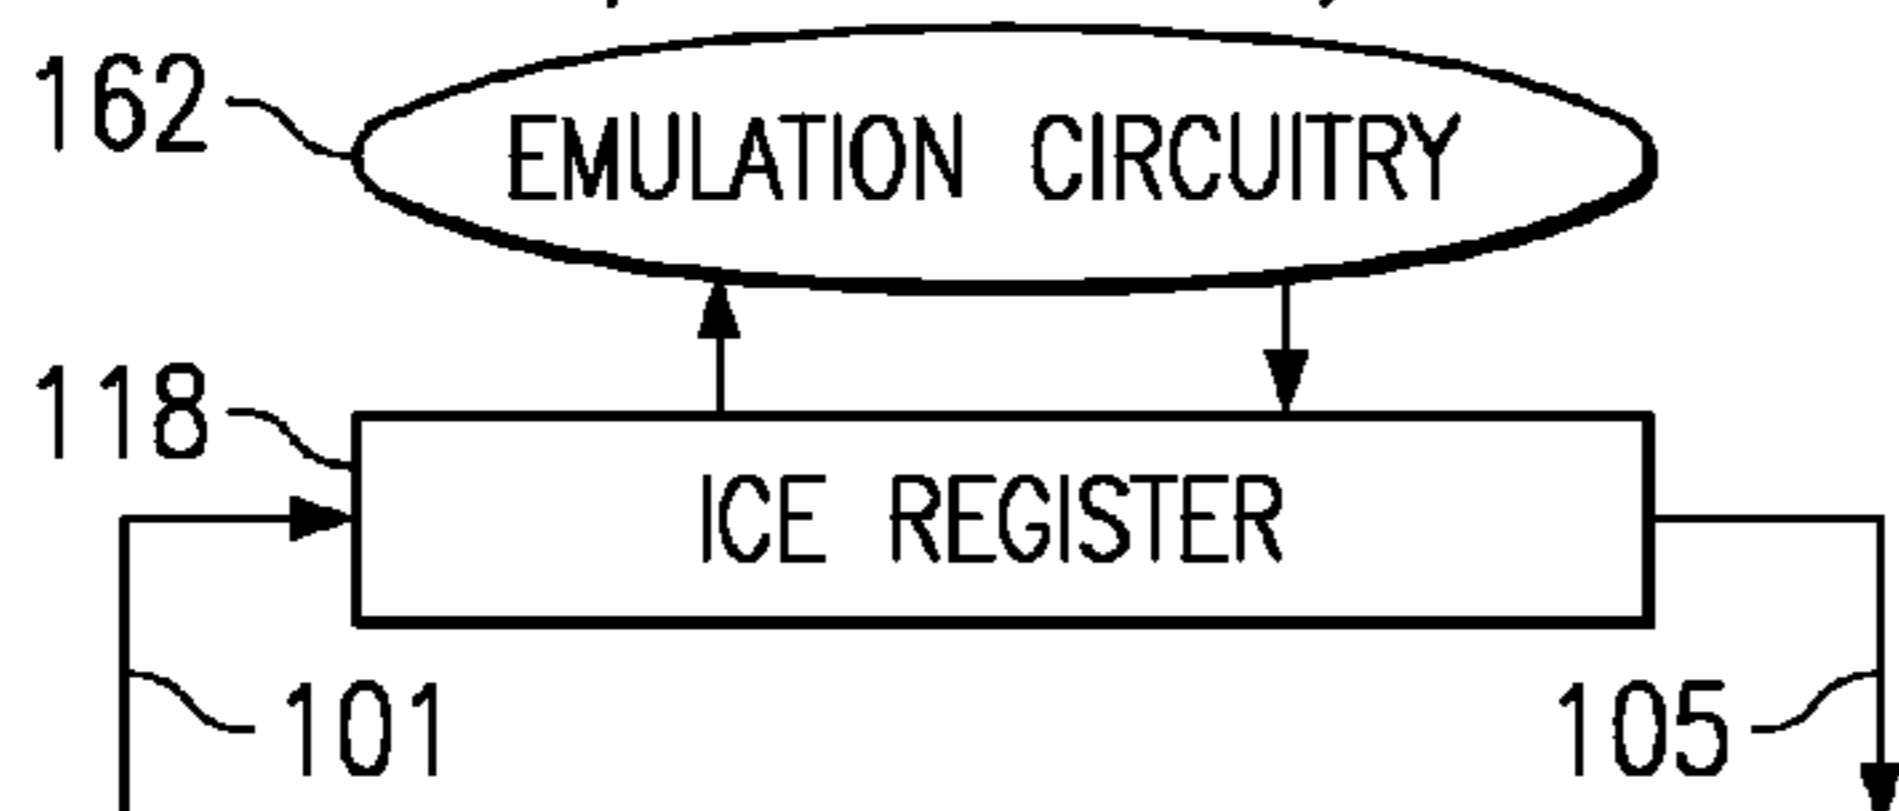 162
EMULATION CIRCUITRY
118
ICE REGISTER
101
105